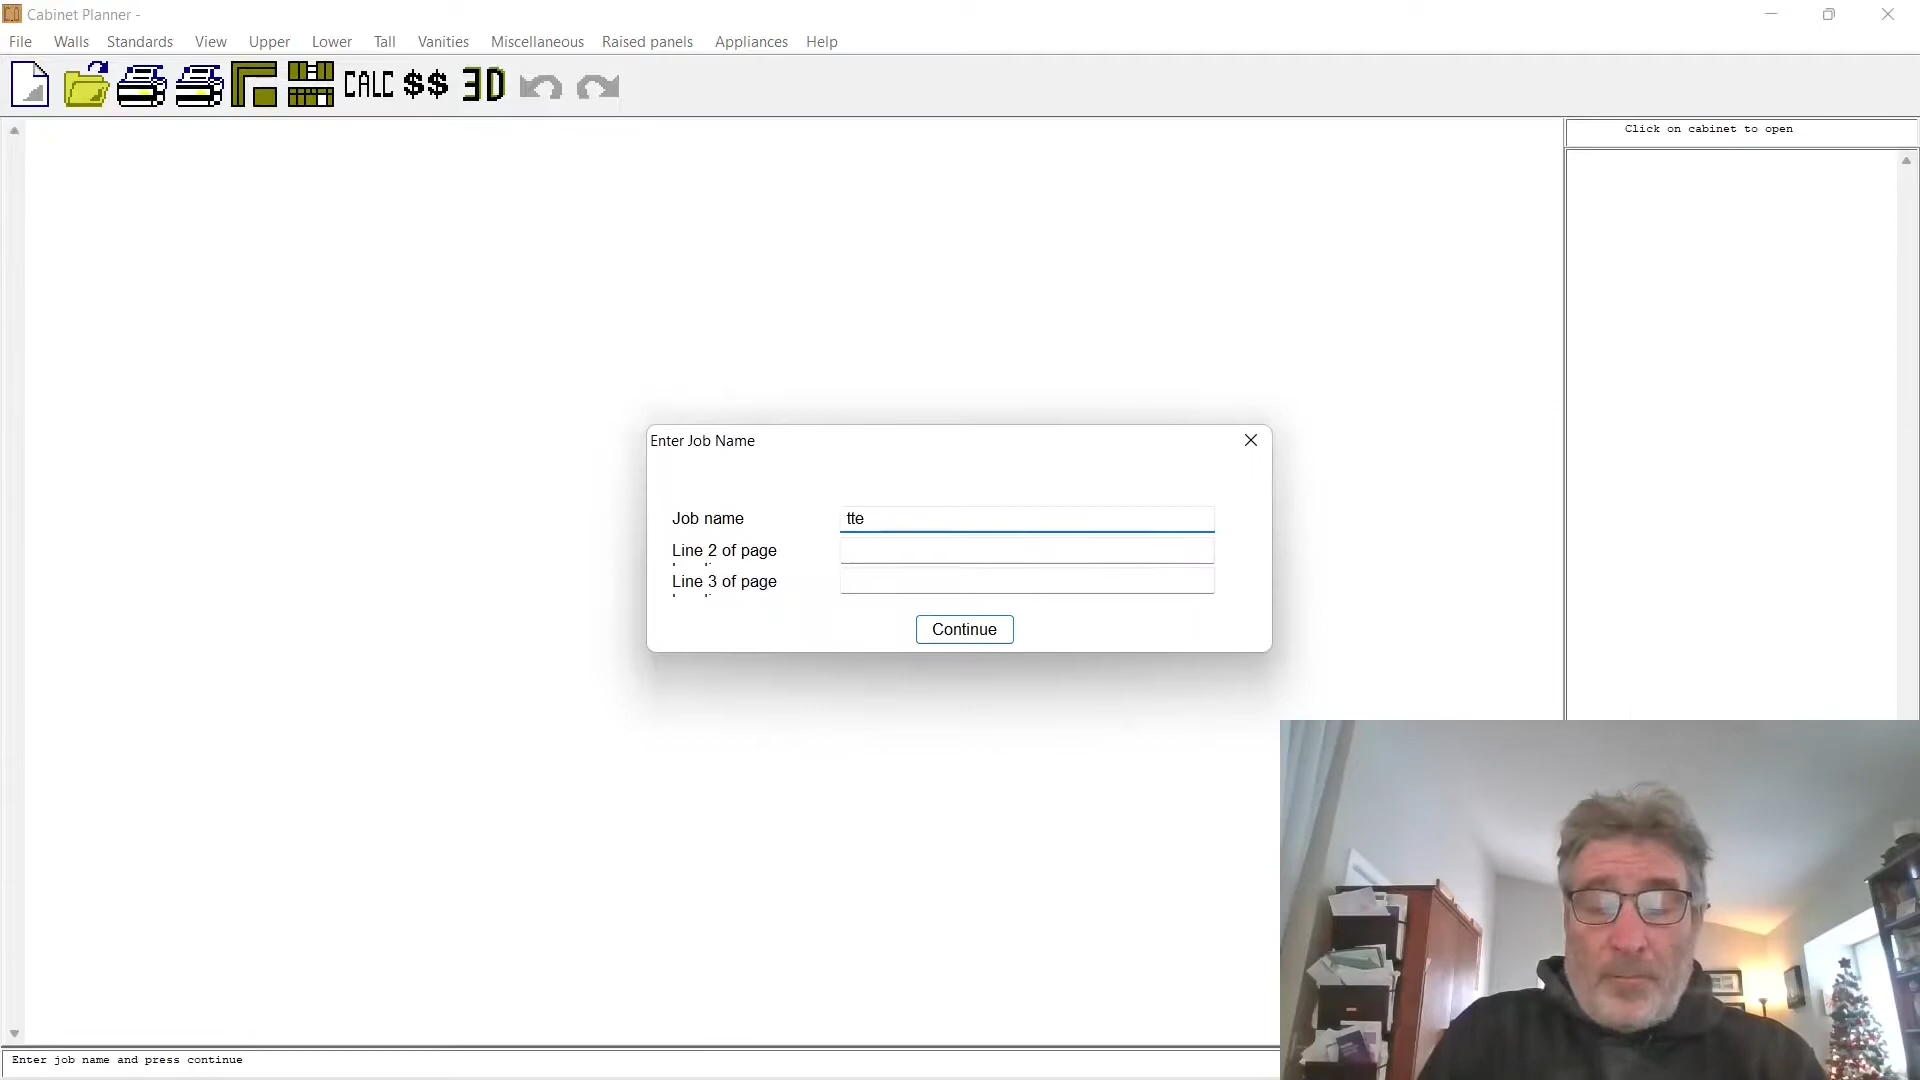 Cabinet Planner -
File Walls Standards View Upper Lower Tall Vanities Miscellaneous Raised panels Appliances Help
CALC $$ 3D
Click on cabinet to open
Enter Job Name
Job name tte
Line 2 of page
Line 3 of page
Continue
Enter job name and press continue